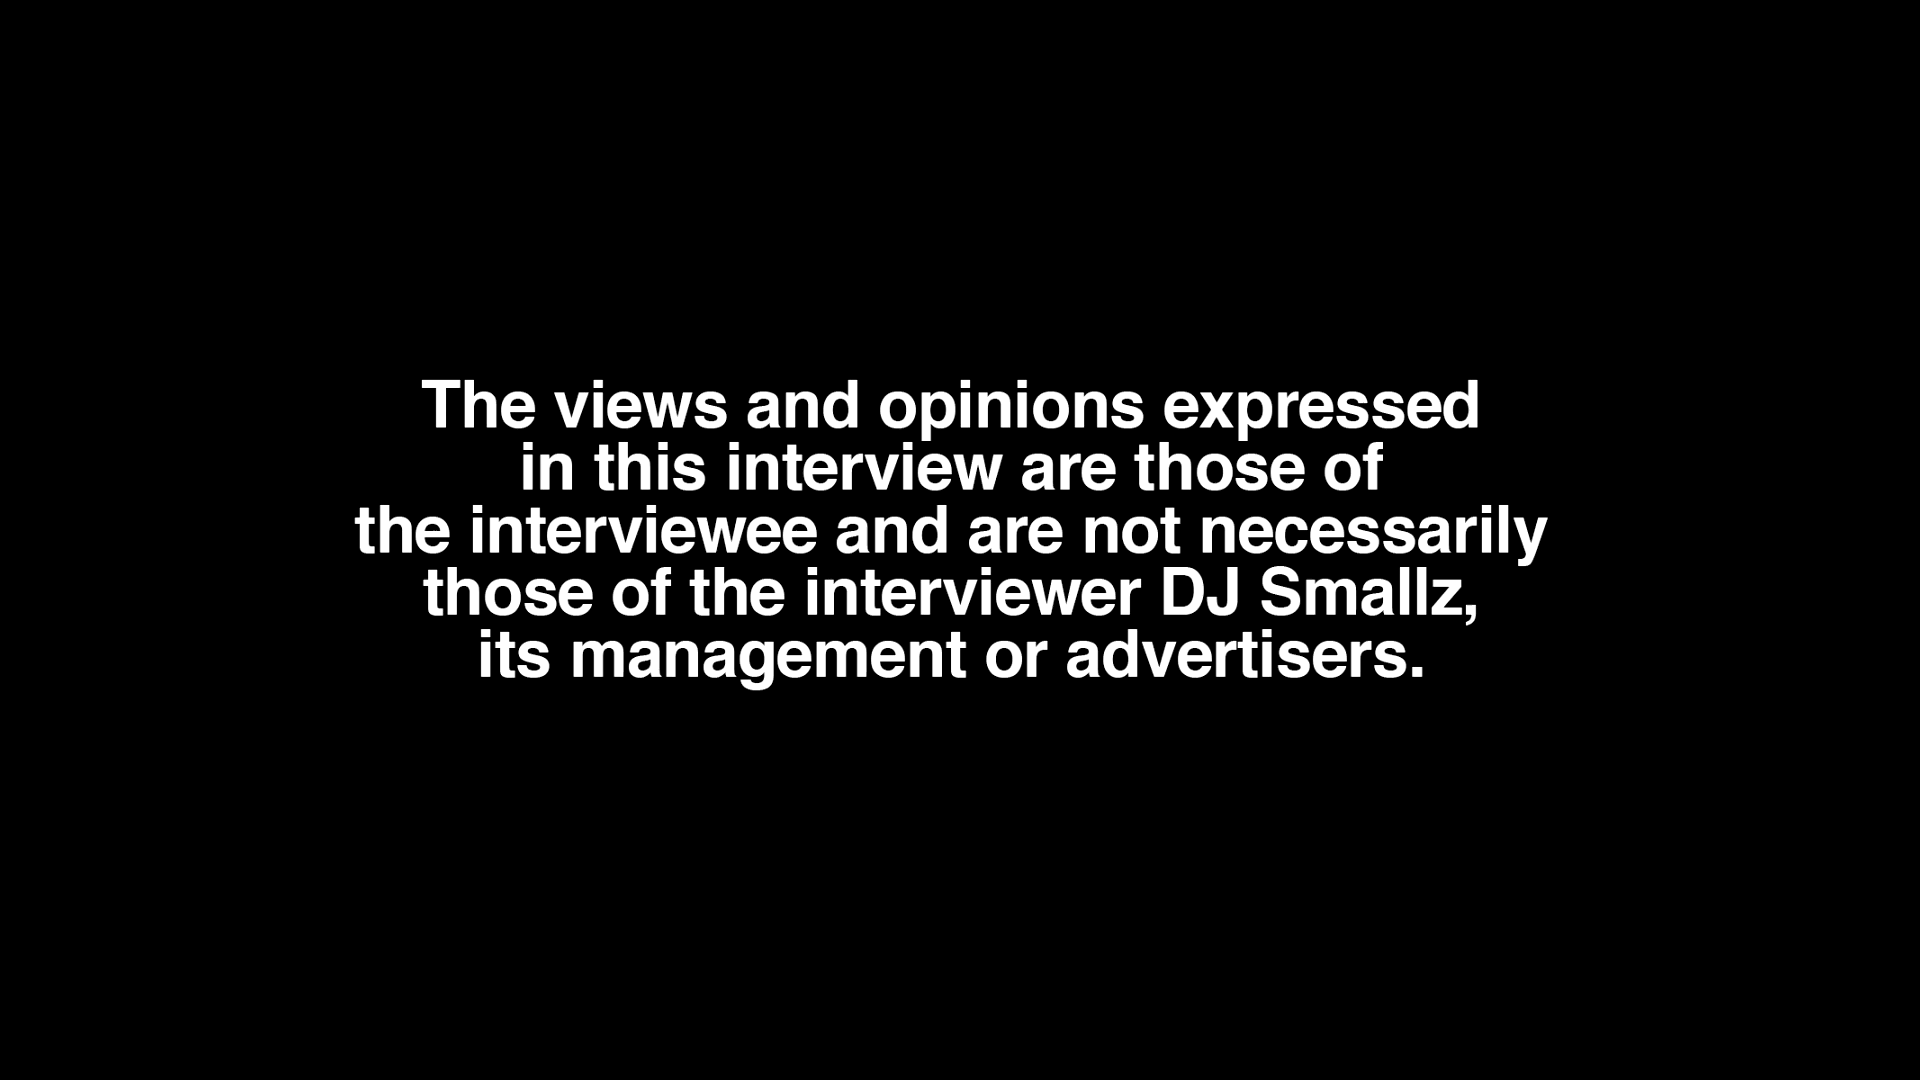 The views and opinions expressed
in this interview are those of
the interviewee and are not necessarily
those of the interviewer DJ Smallz,
its management or advertisers.